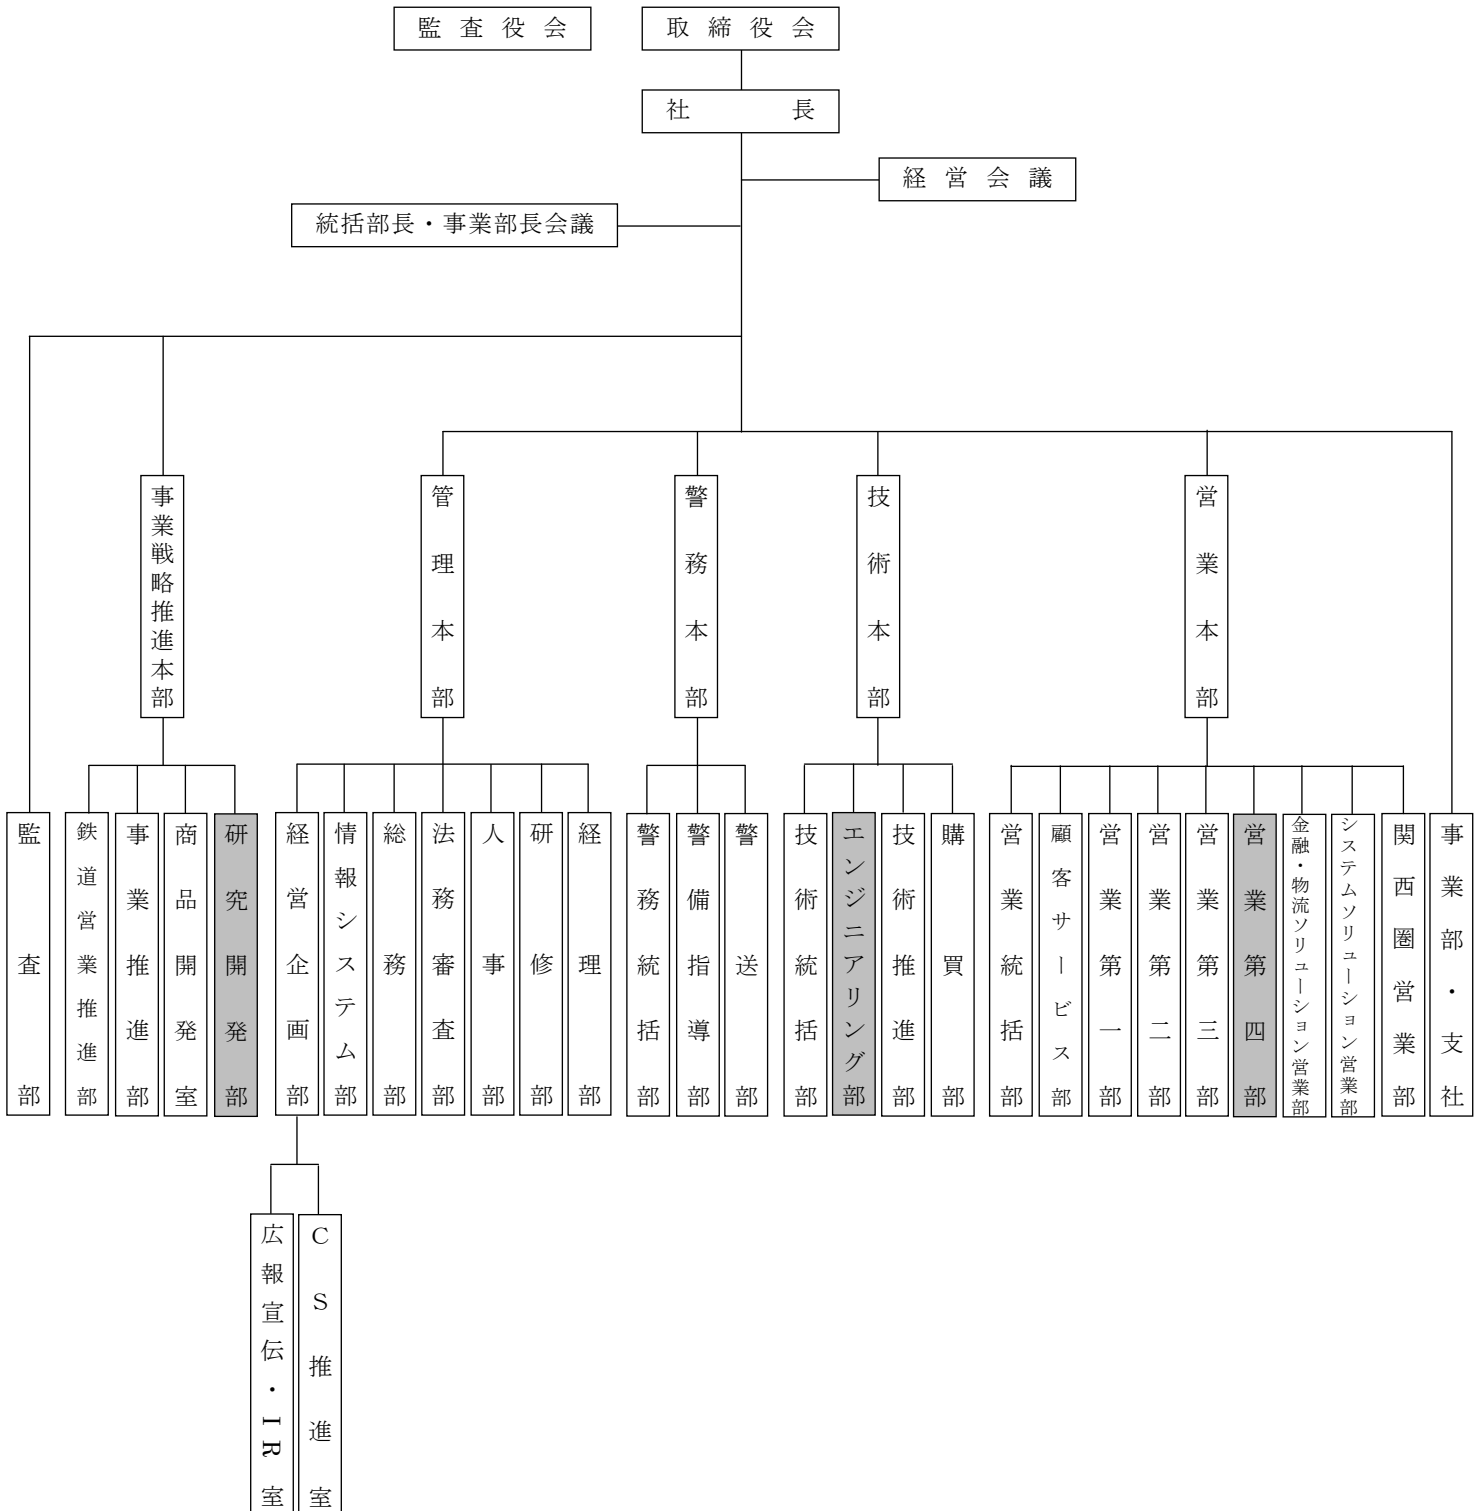 監査役会
取締役会
社長
経営会議
統括部長・事業部長会議
事業戦略推進本部
管理本部
警務本部
技術本部
営業本部
監査部
鉄道営業推進部
事業推進部
商品開発室
研究開発部
経営企画部
情報システム部
総務部
法務審査部
人事部
研修部
経理部
警務統括部
警備指導部
警送部
技術統括部
エンジニアリング部
技術推進部
購買部
営業統括部
顧客サービス部
営業第一部
営業第二部
営業第三部
営業第四部
金融・物流ソリューション営業部
システムソリューション営業部
関西圏営業部
事業部・支社
広報宣伝・IR室
CS推進室